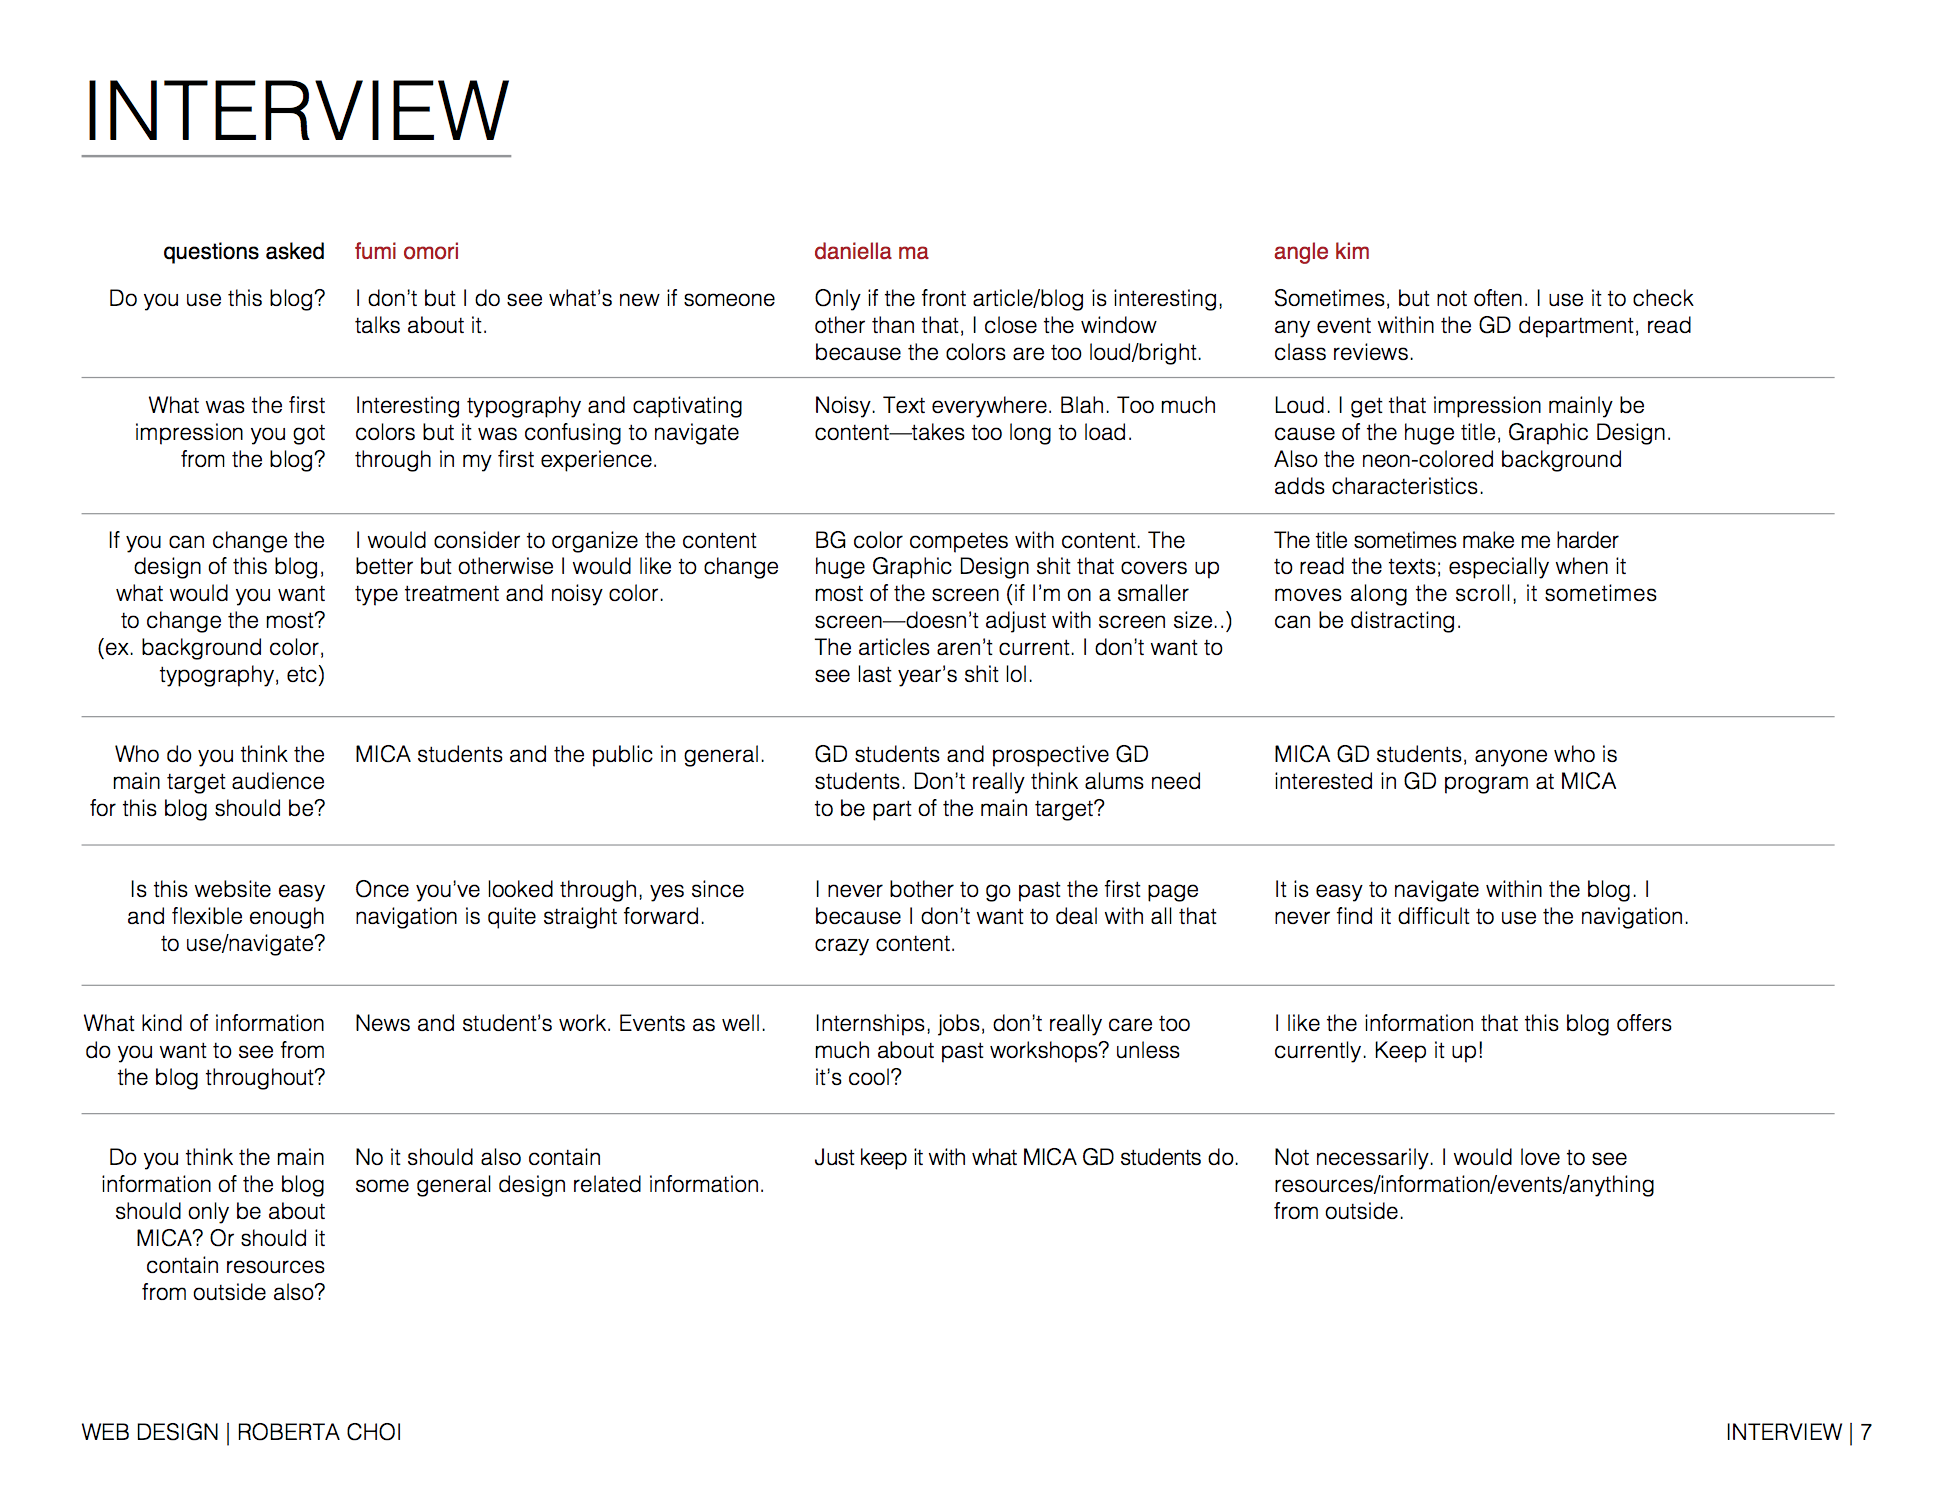 INTERVIEW
questions asked
fumi omori
daniella ma
angle kim
Do you use this blog?
I don’t but I do see what’s new if someone
talks about it.
Only if the front article/blog is interesting,
other than that, I close the window
because the colors are too loud/bright.
Sometimes, but not often. I use it to check
any event within the GD department, read
class reviews.
What was the first
impression you got
from the blog?
Interesting typography and captivating
colors but it was confusing to navigate
through in my first experience.
Noisy. Text everywhere. Blah. Too much
content—takes too long to load.
Loud. I get that impression mainly be
cause of the huge title, Graphic Design.
Also the neon-colored background
adds characteristics.
If you can change the
design of this blog,
what would you want
to change the most?
(ex. background color,
typography, etc)
I would consider to organize the content
better but otherwise I would like to change
type treatment and noisy color.
BG color competes with content. The
huge Graphic Design shit that covers up
most of the screen (if I’m on a smaller
screen—doesn’t adjust with screen size..)
The articles aren’t current. I don’t want to
see last year’s shit lol.
The title sometimes make me harder
to read the texts; especially when it
moves along the scroll, it sometimes
can be distracting.
Who do you think the
main target audience
for this blog should be?
MICA students and the public in general.
GD students and prospective GD
students. Don’t really think alums need
to be part of the main target?
MICA GD students, anyone who is
interested in GD program at MICA
Is this website easy
and flexible enough
to use/navigate?
Once you’ve looked through, yes since
navigation is quite straight forward.
I never bother to go past the first page
because I don’t want to deal with all that
crazy content.
It is easy to navigate within the blog. I
never find it difficult to use the navigation.
What kind of information
do you want to see from
the blog throughout?
News and student’s work. Events as well.
Internships, jobs, don’t really care too
much about past workshops? unless
it’s cool?
I like the information that this blog offers
currently. Keep it up!
Do you think the main
information of the blog
should only be about
MICA? Or should it
contain resources
from outside also?
No it should also contain
some general design related information.
Just keep it with what MICA GD students do.
Not necessarily. I would love to see
resources/information/events/anything
from outside.
WEB DESIGN | ROBERTA CHOI
INTERVIEW | 7